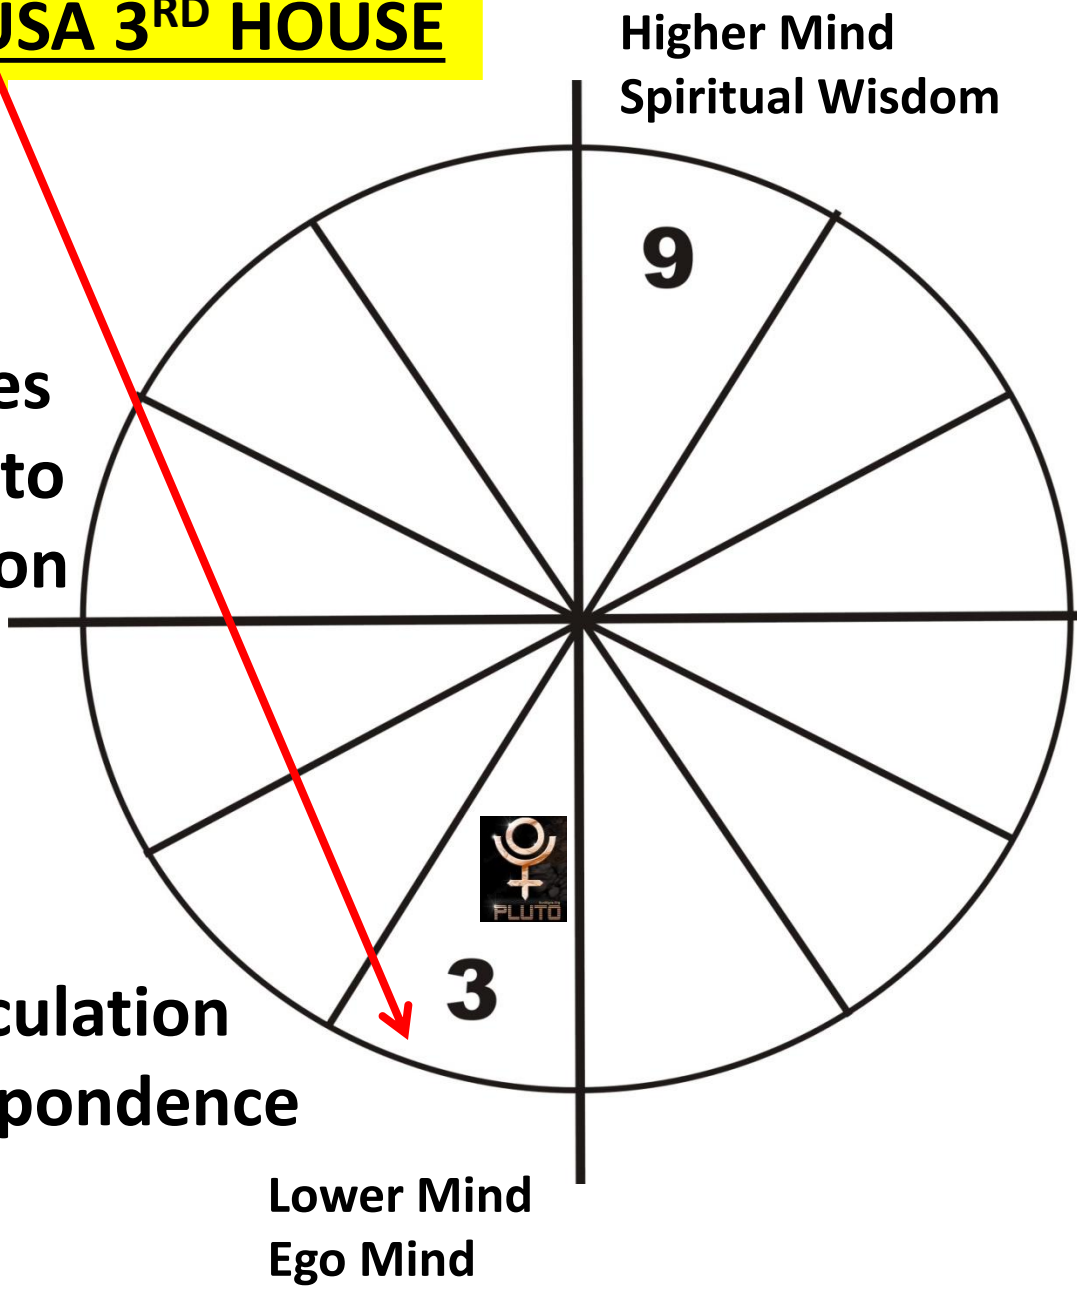 USA 3RD HOUSE
Higher Mind
Spiritual Wisdom
9
es
to
on
PLUTO
3
culation
pondence
Lower Mind
Ego Mind